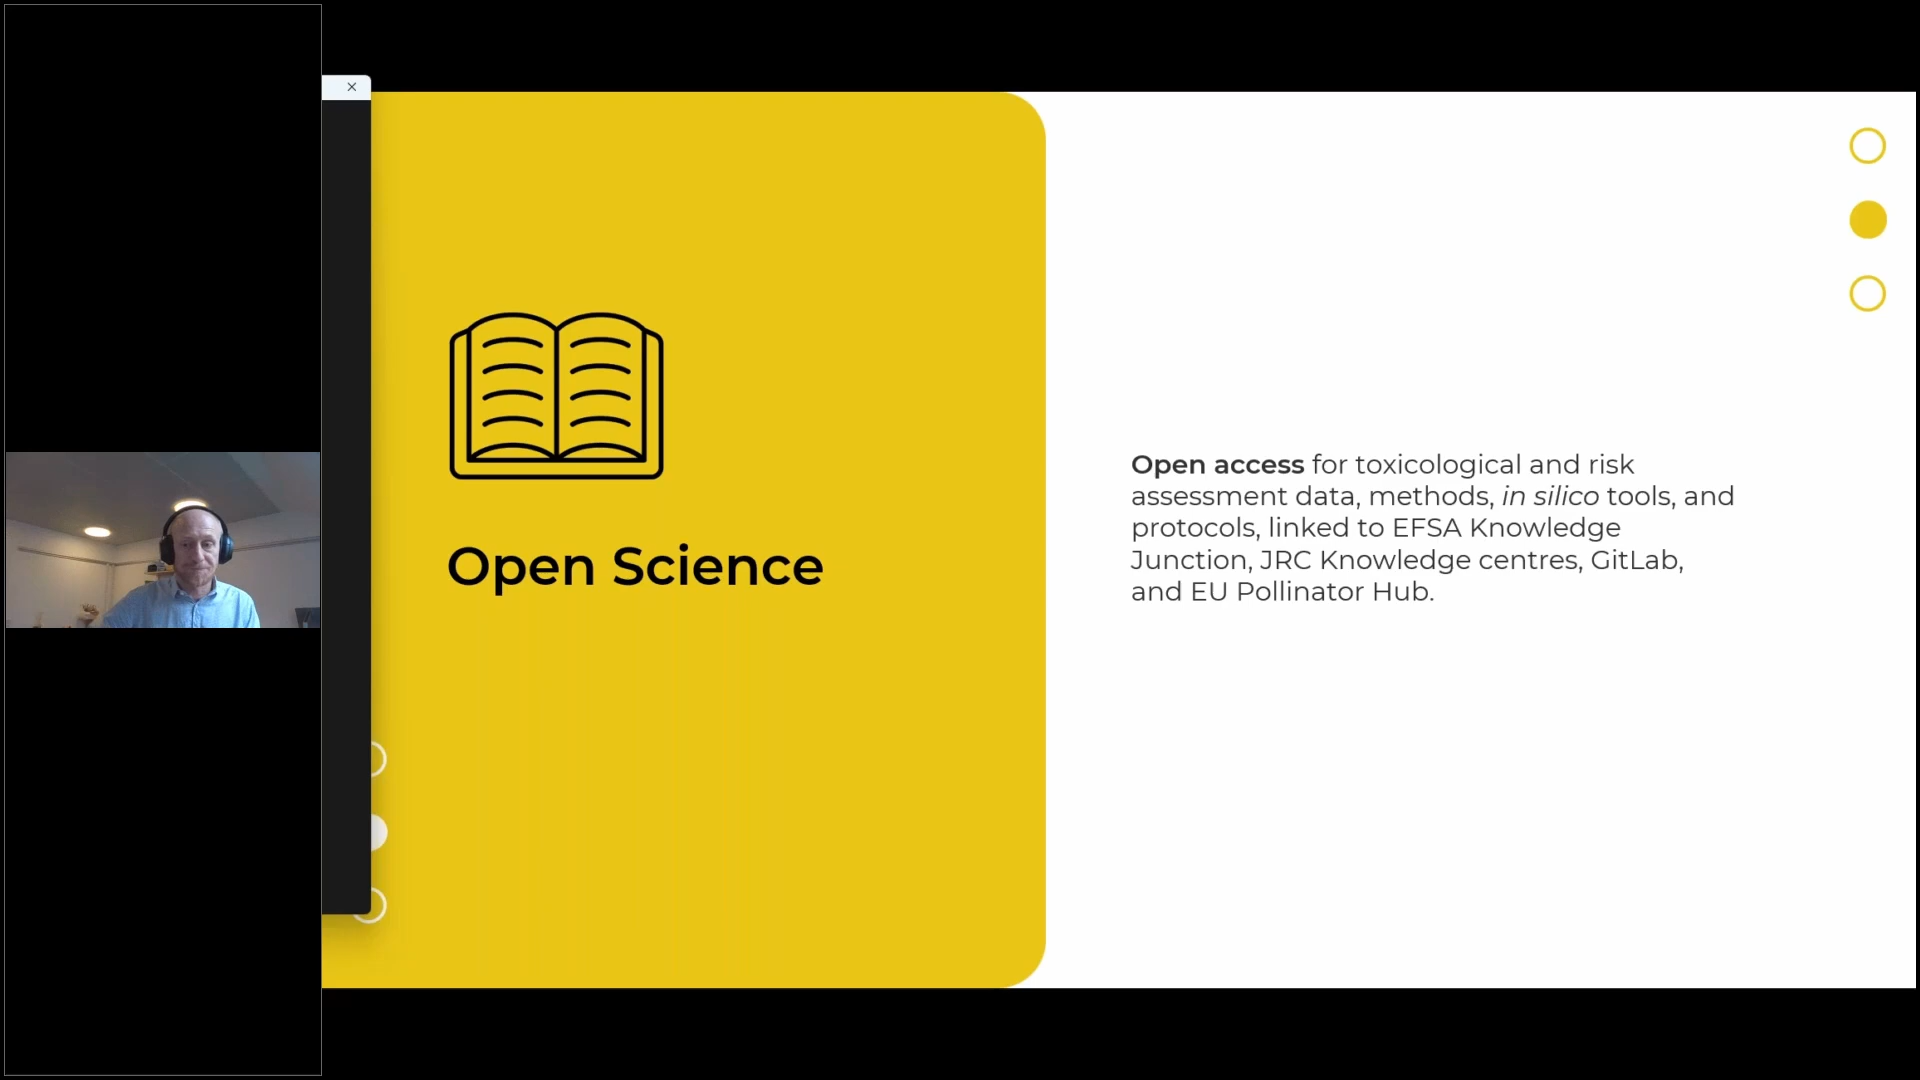 Open Science
Open access for toxicological and risk
assessment data, methods, in silico tools, and
protocols, linked to EFSA Knowledge
Junction, JRC Knowledge centres, GitLab,
and EU Pollinator Hub.